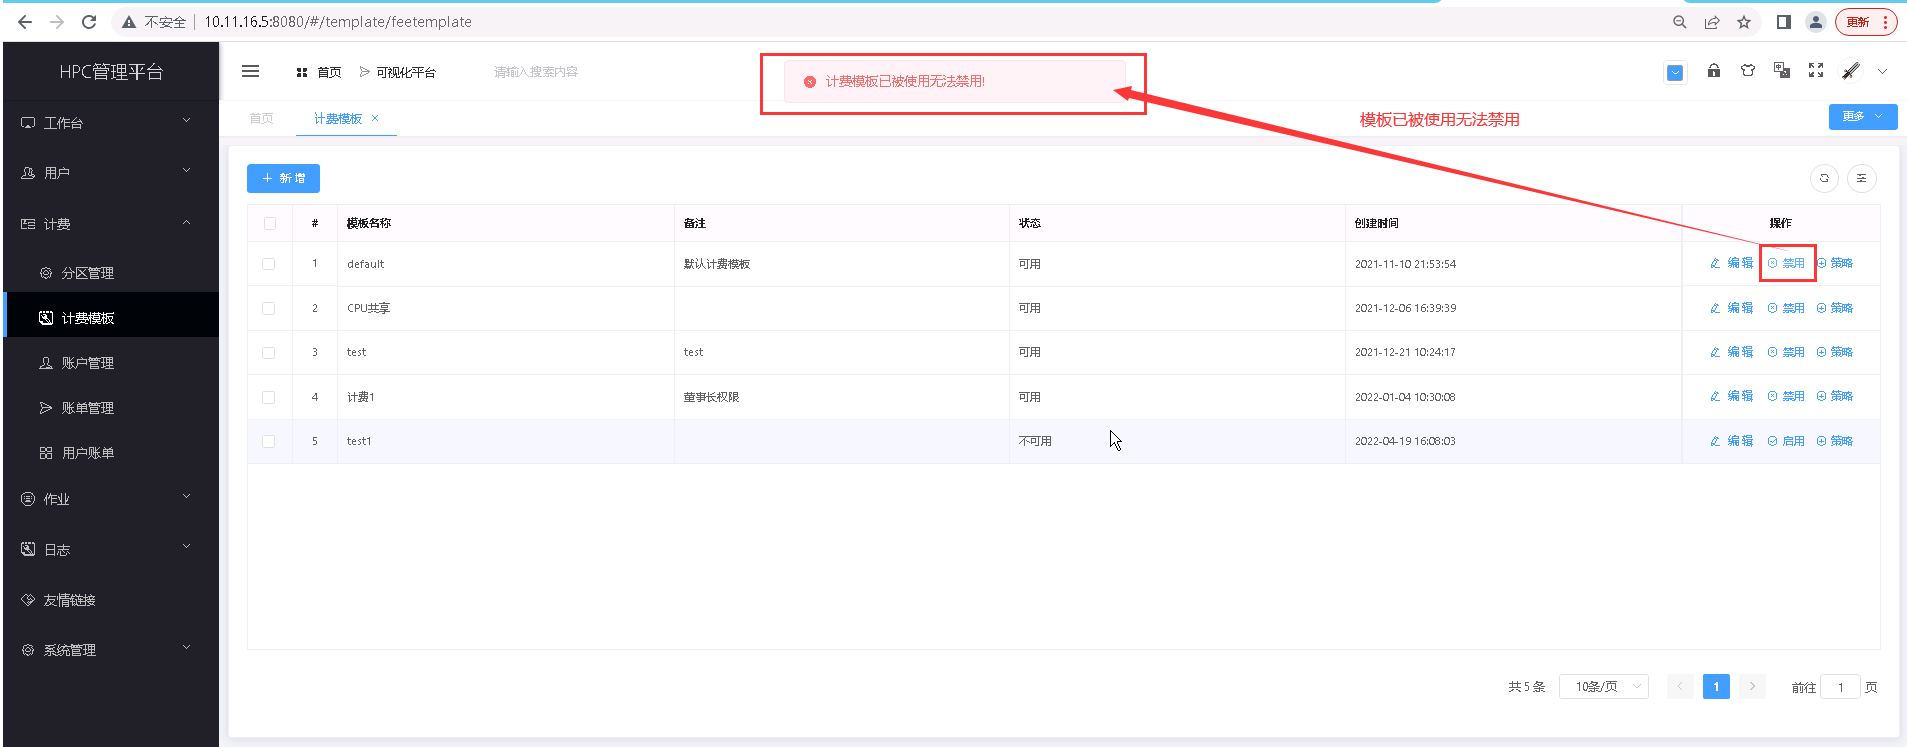 不安全 10.11.16.5:8080/#/template/feetemplate 更新
HPC管理平台
首页 可视化平台 请输入搜索内容
计费模板已被使用无法禁用!
首页 计费模板 ×
模板已被使用无法禁用
更多
工作台
用户
计费
分区管理
计费模板
账户管理
账单管理
用户账单
作业
日志
友情链接
系统管理
+ 新增
# 模板名称 备注 状态 创建时间 操作
1 default 默认计费模板 可用 2021-11-10 21:53:54 编辑 禁用 策略
2 CPU共享 可用 2021-12-06 16:39:39 编辑 禁用 策略
3 test test 可用 2021-12-21 10:24:17 编辑 禁用 策略
4 计费1 董事长权限 可用 2022-01-04 10:30:08 编辑 禁用 策略
5 test1 不可用 2022-04-19 16:08:03 编辑 启用 策略
共 5 条 10条/页 < 1 > 前往 1 页